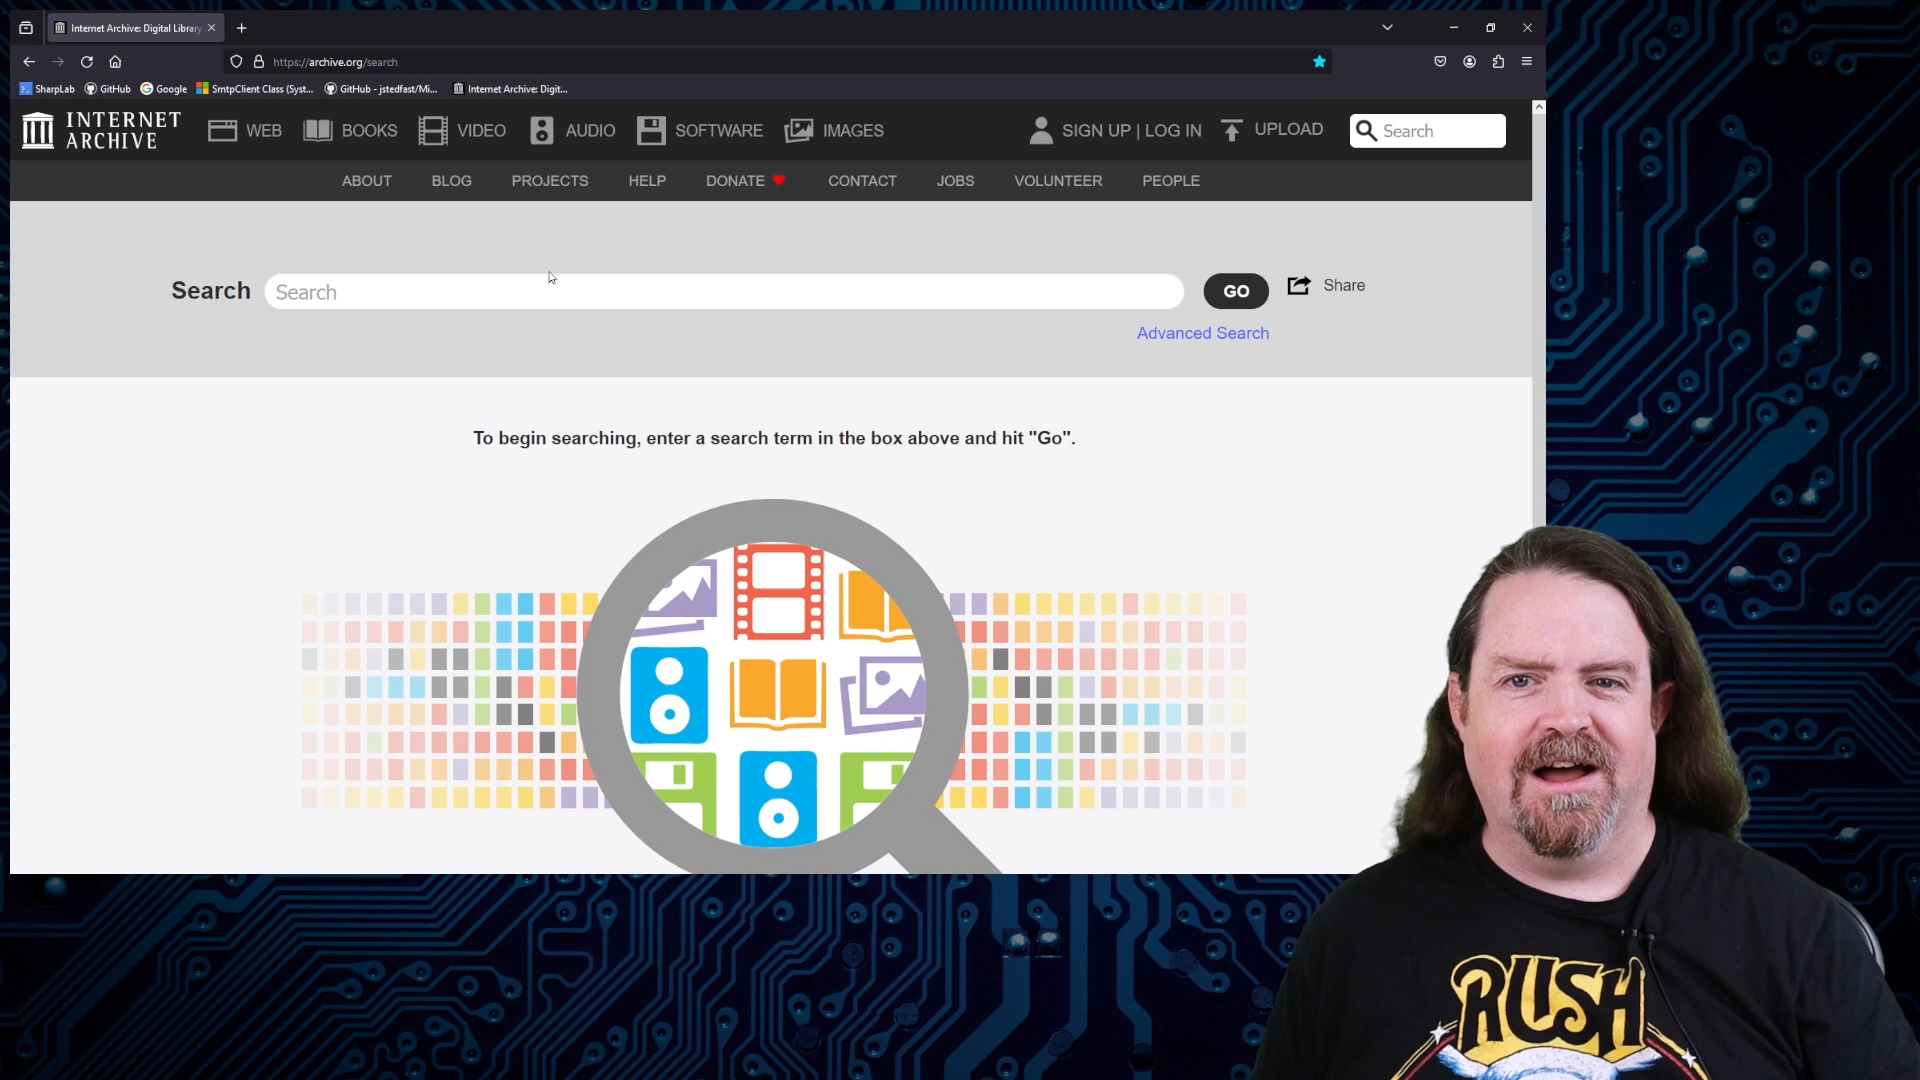 Internet Archive: Digital Library
https://archive.org/search
SharpLab GitHub Google SmtpClient Class (Syst... GitHub - jstedfast/Mi... Internet Archive: Digit...
INTERNET ARCHIVE
WEB BOOKS VIDEO AUDIO SOFTWARE IMAGES SIGN UP | LOG IN UPLOAD Search
ABOUT BLOG PROJECTS HELP DONATE CONTACT JOBS VOLUNTEER PEOPLE
Search Search GO Share
Advanced Search
To begin searching, enter a search term in the box above and hit "Go".
RUSH